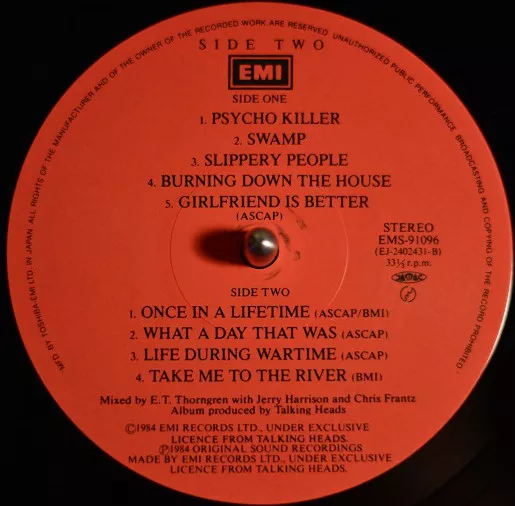 SIDE TWO
EMI
SIDE ONE
1. PSYCHO KILLER
2. SWAMP
3. SLIPPERY PEOPLE
4. BURNING DOWN THE HOUSE
5. GIRLFRIEND IS BETTER
(ASCAP)
STEREO
EMS-91096
(EJ-2402431-B)
33⅓ r.p.m.
SIDE TWO
1. ONCE IN A LIFETIME (ASCAP/BMI)
2. WHAT A DAY THAT WAS (ASCAP)
3. LIFE DURING WARTIME (ASCAP)
4. TAKE ME TO THE RIVER (BMI)
Mixed by E.T. Thorngren with Jerry Harrison and Chris Frantz
Album produced by Talking Heads
©1984 EMI RECORDS LTD., UNDER EXCLUSIVE
LICENCE FROM TALKING HEADS.
℗1984 ORIGINAL SOUND RECORDINGS
MADE BY EMI RECORDS LTD., UNDER EXCLUSIVE
LICENCE FROM TALKING HEADS.
MFD BY TOSHIBA-EMI LTD. IN JAPAN. ALL RIGHTS OF THE MANUFACTURER AND OF THE OWNER OF THE RECORDED WORK ARE RESERVED. UNAUTHORIZED PUBLIC PERFORMANCE BROADCASTING AND COPYING OF THE RECORD PROHIBITED.